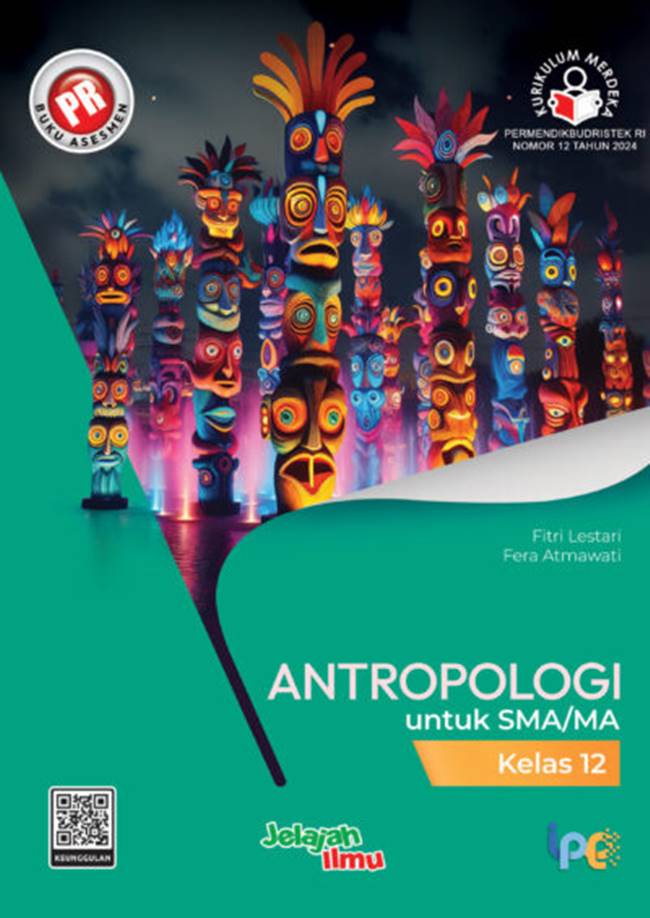 PR
BUKU ASESMEN
KURIKULUM MERDEKA
PERMENDIKBUDRISTEK RI
NOMOR 12 TAHUN 2024
Fitri Lestari
Fera Atmawati
ANTROPOLOGI
untuk SMA/MA
Kelas 12
KEUNGGULAN
Jelajah
Ilmu